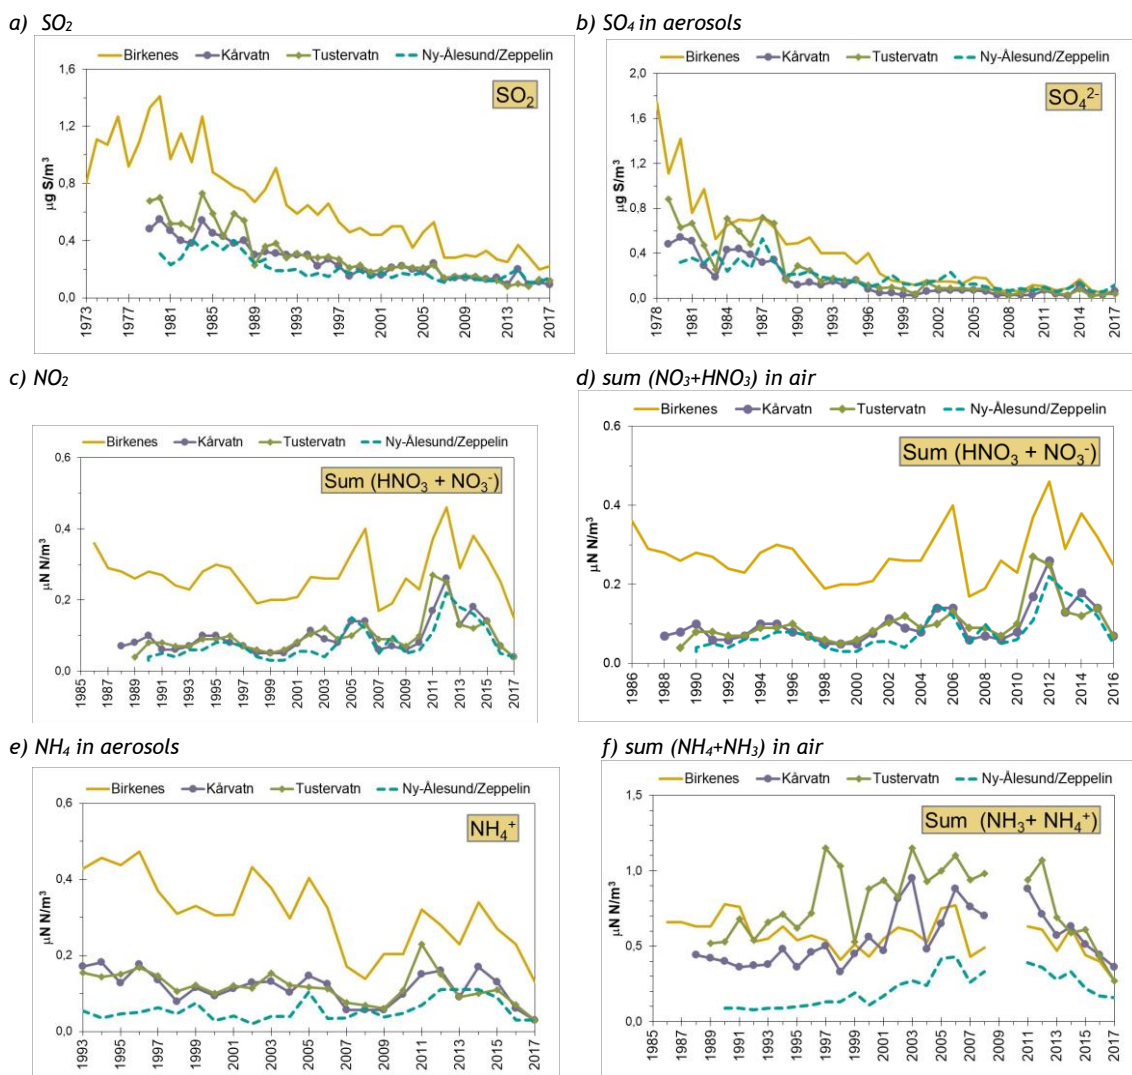 a) SO2
b) SO4 in aerosols
Birkenes Kårvatn Tustervatn Ny-Ålesund/Zeppelin
1,6
1,2
0,8
0,4
0,0
µg S/m³
SO2
1973 1977 1981 1985 1989 1993 1997 2001 2005 2009 2013 2017
Birkenes Kårvatn Tustervatn Ny-Ålesund/Zeppelin
2,0
1,6
1,2
0,8
0,4
0,0
µg S/m³
SO4²⁻
1978 1981 1984 1987 1990 1993 1996 1999 2002 2005 2008 2011 2014 2017
c) NO2
d) sum (NO3+HNO3) in air
Birkenes Kårvatn Tustervatn Ny-Ålesund/Zeppelin
0,6
0,4
0,2
0,0
µN N/m³
Sum (HNO3 + NO3⁻)
1985 1987 1989 1991 1993 1995 1997 1999 2001 2003 2005 2007 2009 2011 2013 2015 2017
Birkenes Kårvatn Tustervatn Ny-Ålesund/Zeppelin
0,6
0,4
0,2
0,0
µN N/m³
Sum (HNO3 + NO3⁻)
1986 1988 1990 1992 1994 1996 1998 2000 2002 2004 2006 2008 2010 2012 2014 2016
e) NH4 in aerosols
f) sum (NH4+NH3) in air
Birkenes Kårvatn Tustervatn Ny-Ålesund/Zeppelin
0,6
0,4
0,2
0,0
µN N/m³
NH4⁺
1993 1995 1997 1999 2001 2003 2005 2007 2009 2011 2013 2015 2017
Birkenes Kårvatn Tustervatn Ny-Ålesund/Zeppelin
1,5
1,0
0,5
0,0
µN N/m³
Sum (NH3+ NH4⁺)
1985 1987 1989 1991 1993 1995 1997 1999 2001 2003 2005 2007 2009 2011 2013 2015 2017